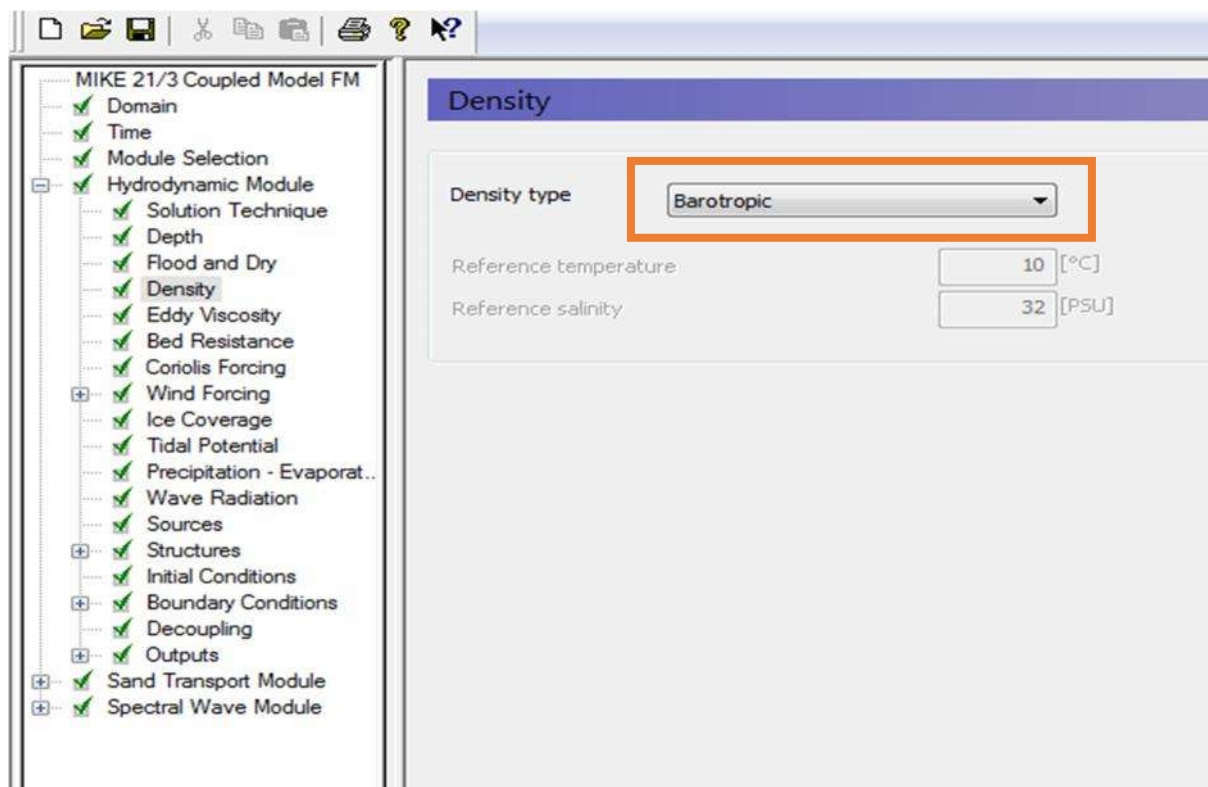 MIKE 21/3 Coupled Model FM
Domain
Time
Module Selection
Hydrodynamic Module
Solution Technique
Depth
Flood and Dry
Density
Eddy Viscosity
Bed Resistance
Coriolis Forcing
Wind Forcing
Ice Coverage
Tidal Potential
Precipitation - Evaporat..
Wave Radiation
Sources
Structures
Initial Conditions
Boundary Conditions
Decoupling
Outputs
Sand Transport Module
Spectral Wave Module
Density
Density type Barotropic
Reference temperature 10 [°C]
Reference salinity 32 [PSU]